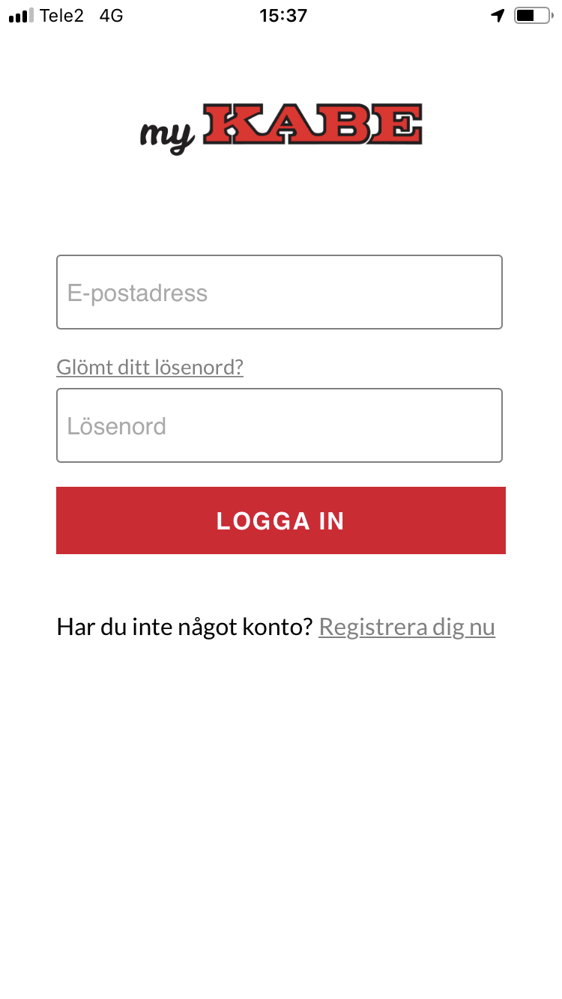 Tele2 4G 15:37
my KABE
E-postadress
Glömt ditt lösenord?
Lösenord
LOGGA IN
Har du inte något konto? Registrera dig nu